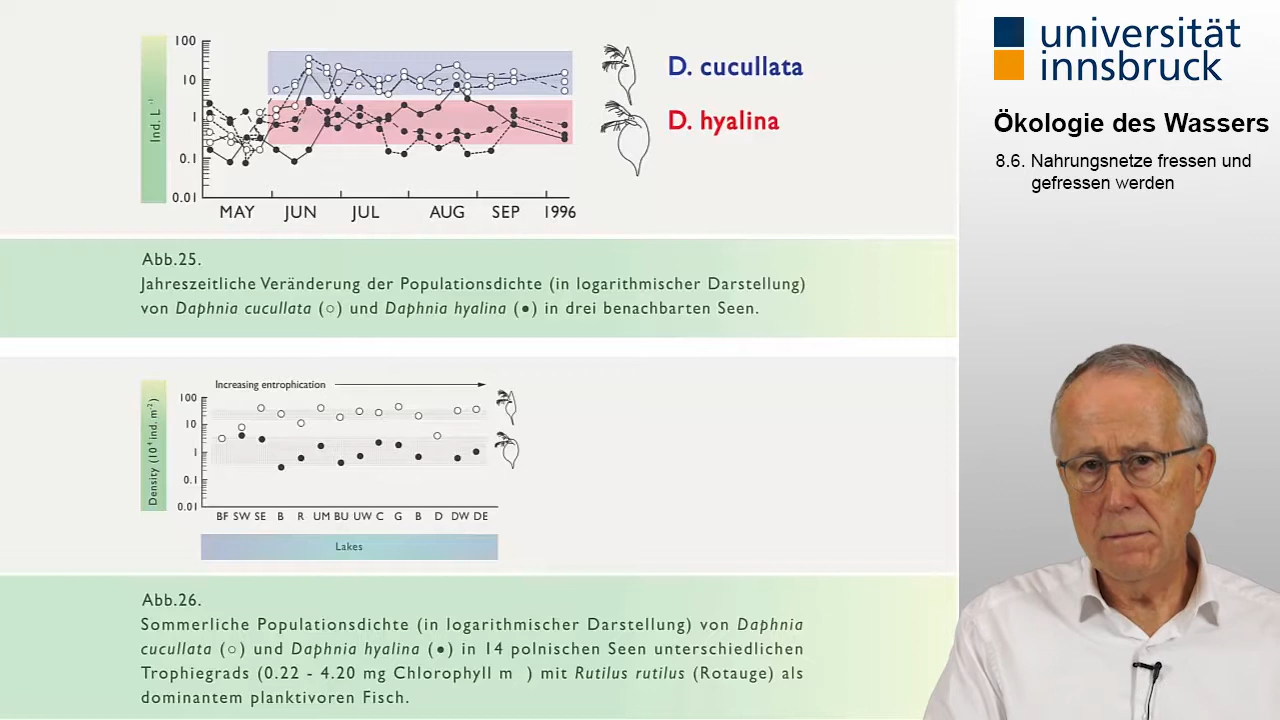 universität
innsbruck
Ökologie des Wassers
8.6. Nahrungsnetze fressen und
gefressen werden
100
10
1
0.1
0.01
Ind. L⁻¹
MAY JUN JUL AUG SEP 1996
D. cucullata
D. hyalina
Abb.25.
Jahreszeitliche Veränderung der Populationsdichte (in logarithmischer Darstellung)
von Daphnia cucullata (○) und Daphnia hyalina (●) in drei benachbarten Seen.
Increasing entrophication
100
10
1
0.1
0.01
Density (10⁴ ind. m⁻²)
BF SW SE B R UM BU UW C G B D DW DE
Lakes
Abb.26.
Sommerliche Populationsdichte (in logarithmischer Darstellung) von Daphnia
cucullata (○) und Daphnia hyalina (●) in 14 polnischen Seen unterschiedlichen
Trophiegrads (0.22 - 4.20 mg Chlorophyll m ) mit Rutilus rutilus (Rotauge) als
dominantem planktivoren Fisch.